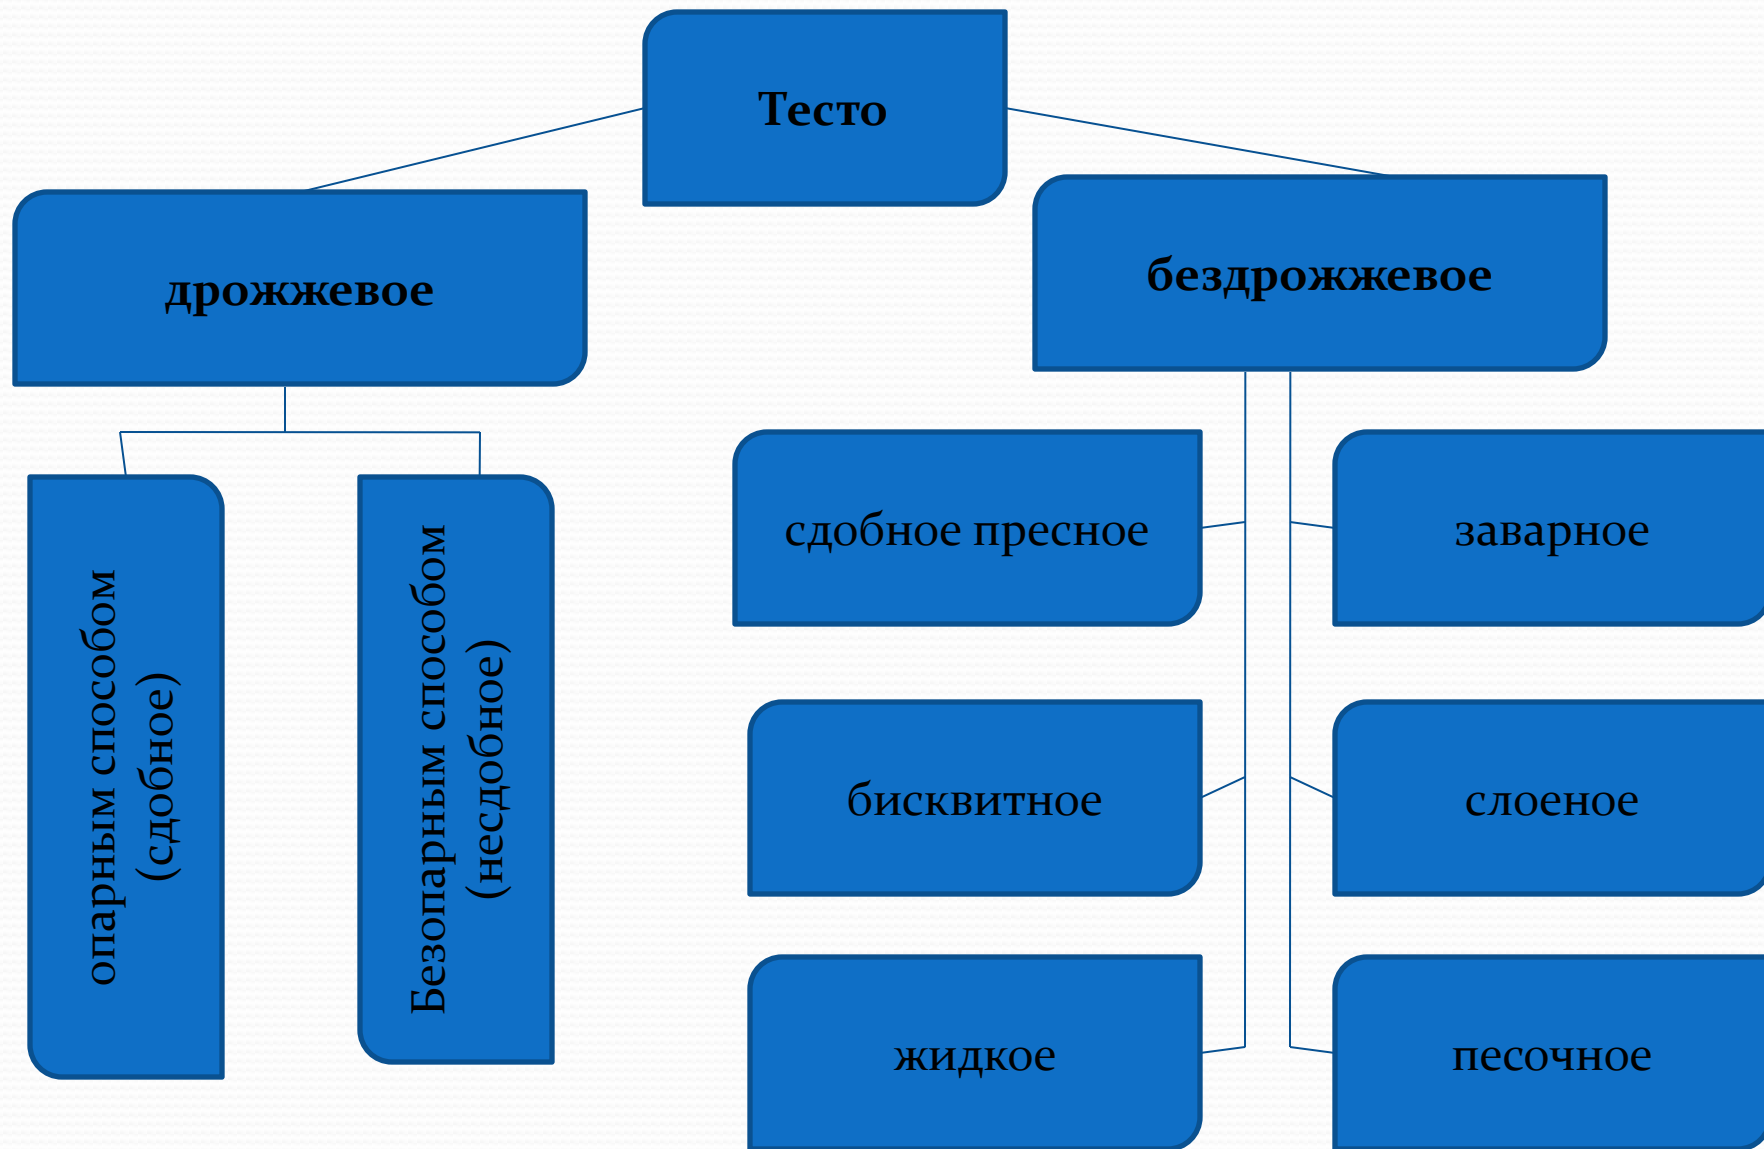 Тесто
дрожжевое
бездрожжевое
опарным способом
(сдобное)
Безопарным способом
(несдобное)
сдобное пресное
заварное
бисквитное
слоеное
жидкое
песочное